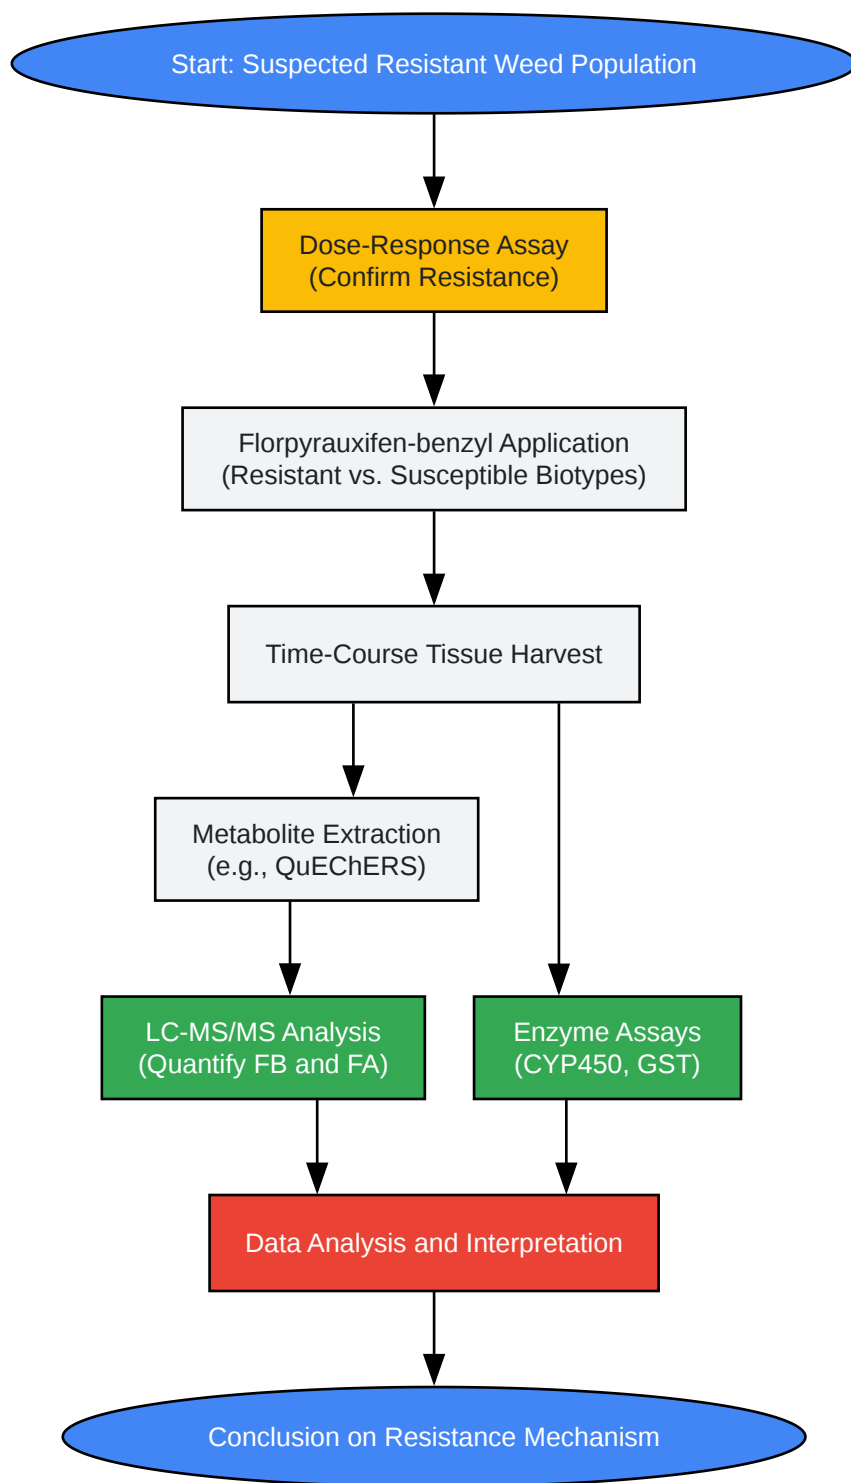 Start: Suspected Resistant Weed Population
Dose-Response Assay
(Confirm Resistance)
Florpyrauxifen-benzyl Application
(Resistant vs. Susceptible Biotypes)
Time-Course Tissue Harvest
Metabolite Extraction
(e.g., QuEChERS)
LC-MS/MS Analysis
(Quantify FB and FA)
Enzyme Assays
(CYP450, GST)
Data Analysis and Interpretation
Conclusion on Resistance Mechanism